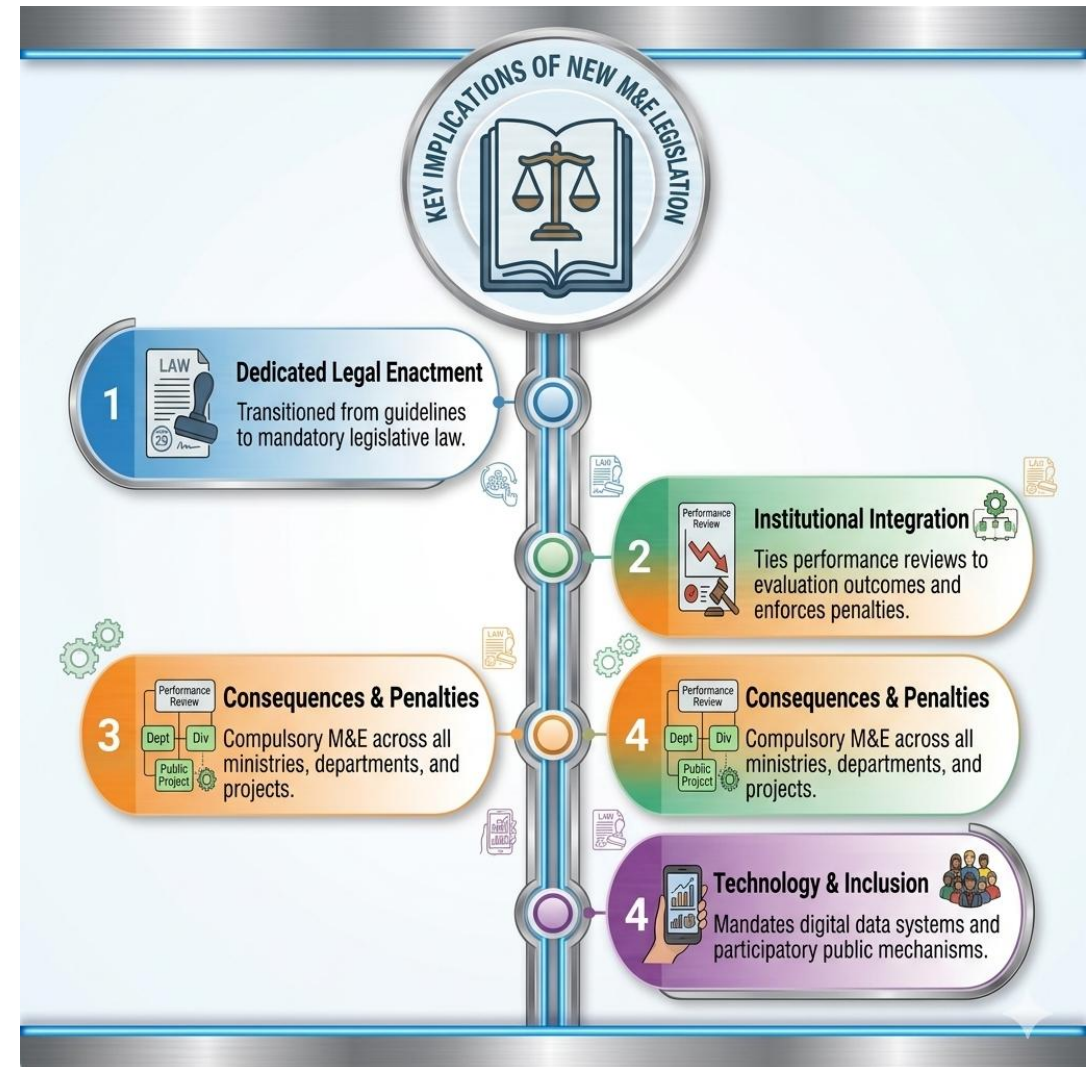 KEY IMPLICATIONS OF NEW M&E LEGISLATION
1
LAW
29
Dedicated Legal Enactment
Transitioned from guidelines
to mandatory legislative law.
2
Performance
Review
Institutional Integration
Ties performance reviews to
evaluation outcomes and
enforces penalties.
LAW
3
Performance
Review
Dept
Div
Public
Project
Consequences & Penalties
Compulsory M&E across all
ministries, departments, and
projects.
4
Performance
Review
Dept
Div
Public
Consequences & Penalties
Compulsory M&E across all
ministries, departments, and
projects.
4
Technology & Inclusion
Mandates digital data systems and
participatory public mechanisms.